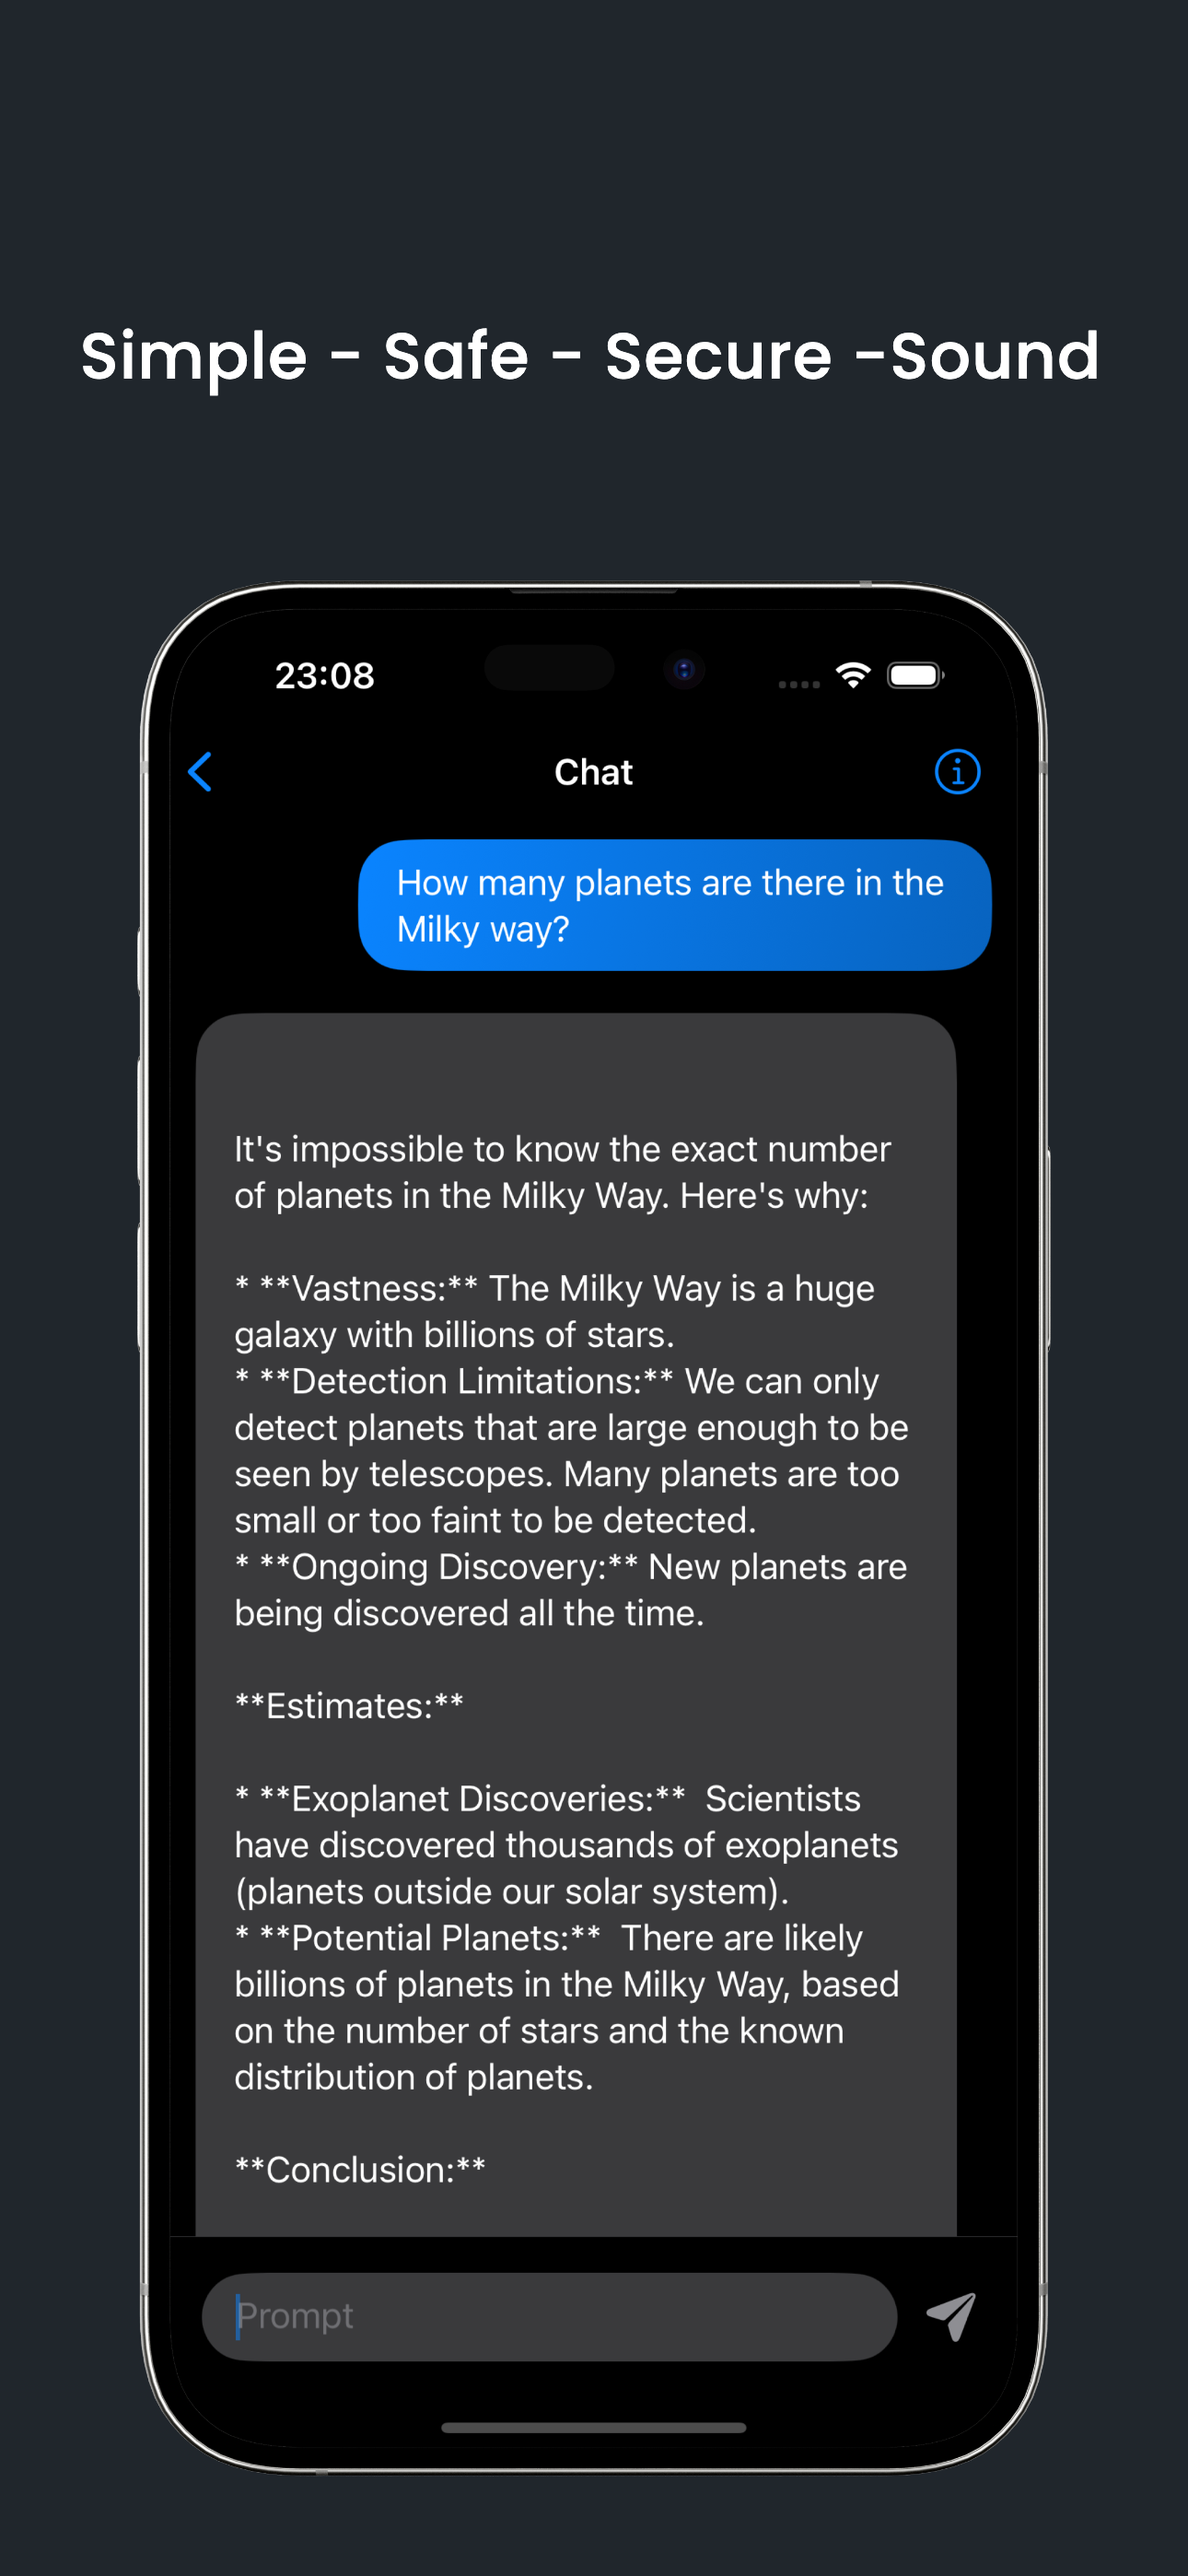 Simple - Safe - Secure -Sound
23:08
Chat
How many planets are there in the
Milky way?
It's impossible to know the exact number
of planets in the Milky Way. Here's why:
* **Vastness:** The Milky Way is a huge
galaxy with billions of stars.
* **Detection Limitations:** We can only
detect planets that are large enough to be
seen by telescopes. Many planets are too
small or too faint to be detected.
* **Ongoing Discovery:** New planets are
being discovered all the time.
**Estimates:**
* **Exoplanet Discoveries:**  Scientists
have discovered thousands of exoplanets
(planets outside our solar system).
* **Potential Planets:**  There are likely
billions of planets in the Milky Way, based
on the number of stars and the known
distribution of planets.
**Conclusion:**
Prompt